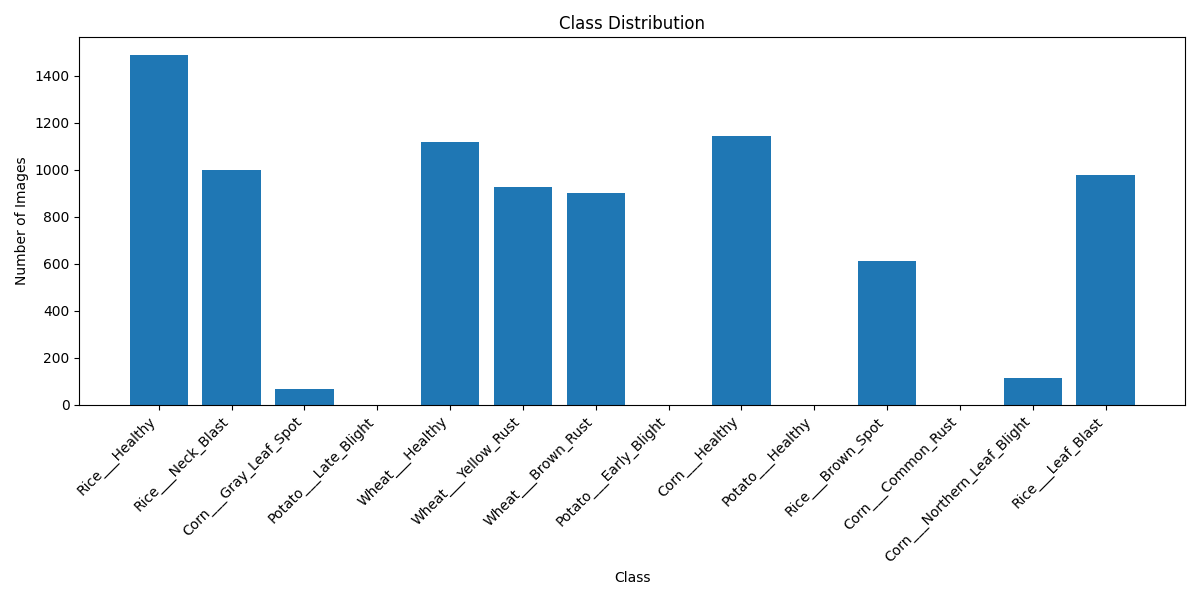 Class Distribution
Number of Images
1400
1200
1000
800
600
400
200
0
Rice___Healthy
Rice___Neck_Blast
Corn___Gray_Leaf_Spot
Potato___Late_Blight
Wheat___Healthy
Wheat___Yellow_Rust
Wheat___Brown_Rust
Potato___Early_Blight
Corn___Healthy
Potato___Healthy
Rice___Brown_Spot
Corn___Common_Rust
Corn___Northern_Leaf_Blight
Rice___Leaf_Blast
Class